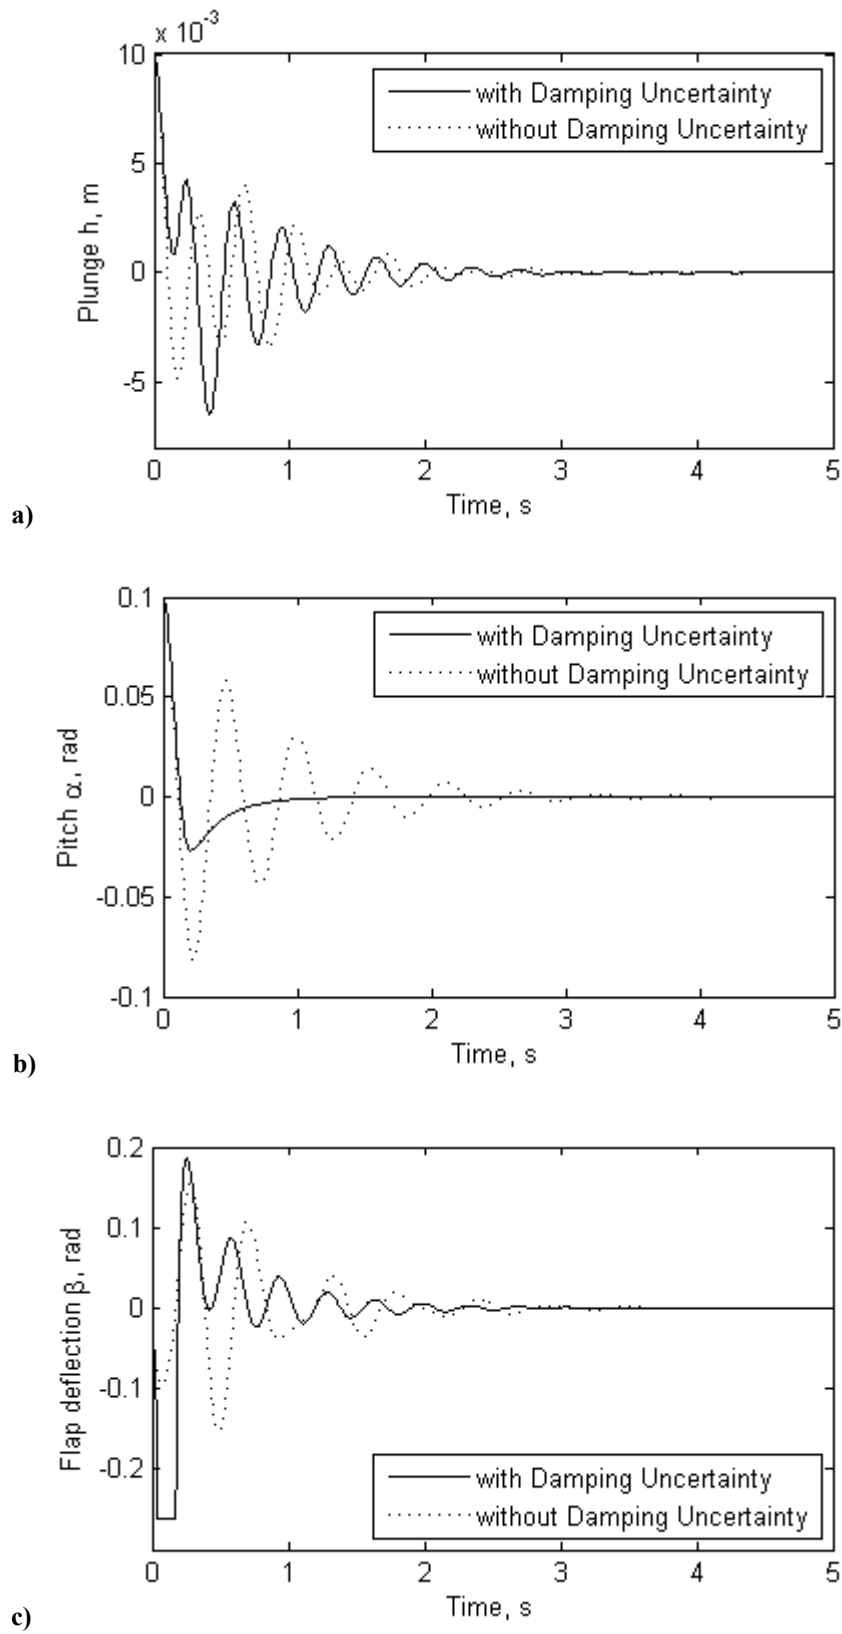 x 10-3
10
5
0
-5
Plunge h, m
with Damping Uncertainty
without Damping Uncertainty
0 1 2 3 4 5
Time, s
a)
0.1
0.05
0
-0.05
-0.1
Pitch α, rad
with Damping Uncertainty
without Damping Uncertainty
0 1 2 3 4 5
Time, s
b)
0.2
0.1
0
-0.1
-0.2
Flap deflection β, rad
with Damping Uncertainty
without Damping Uncertainty
0 1 2 3 4 5
Time, s
c)